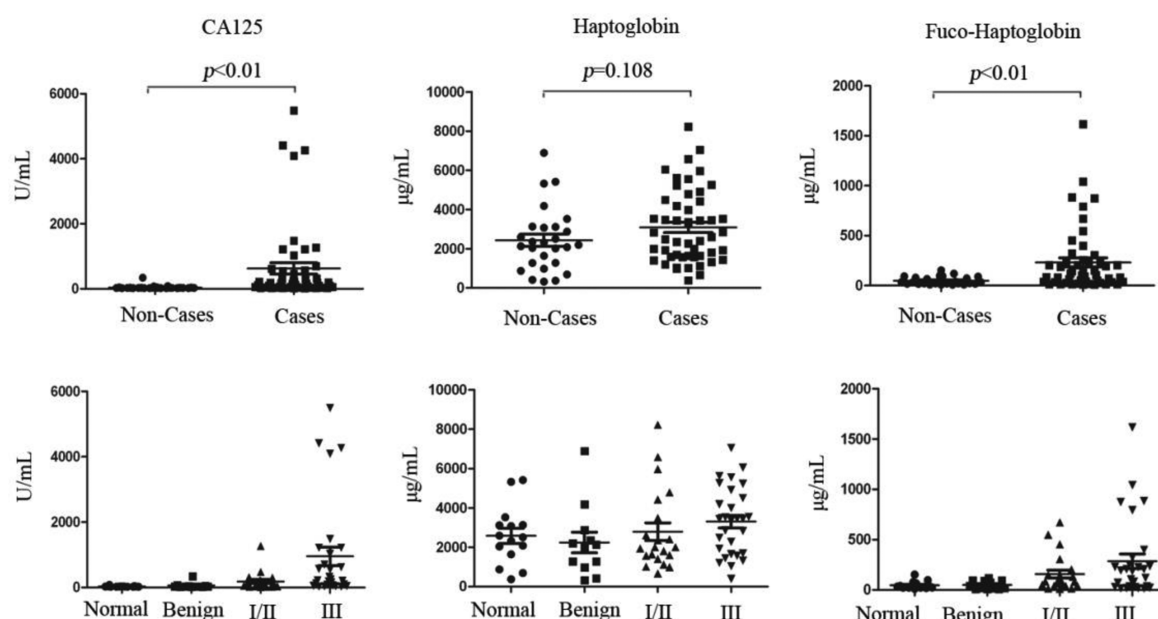 CA125
Haptoglobin
Fuco-Haptoglobin
p<0.01
p=0.108
p<0.01
U/mL
6000
4000
2000
0
Non-Cases Cases
µg/mL
10000
8000
6000
4000
2000
0
Non-Cases Cases
µg/mL
2000
1500
1000
500
0
Non-Cases Cases
U/mL
6000
4000
2000
0
Normal Benign I/II III
µg/mL
10000
8000
6000
4000
2000
0
Normal Benign I/II III
µg/mL
2000
1500
1000
500
0
Normal Benign I/II III